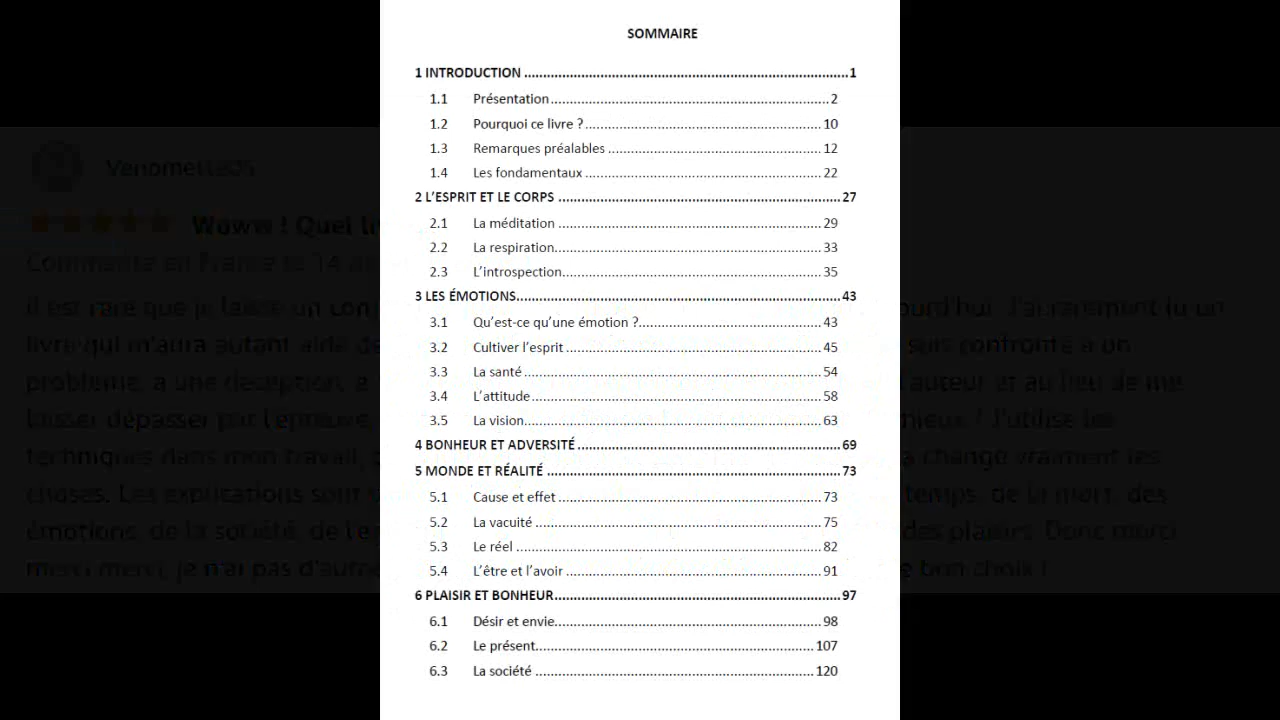 SOMMAIRE
1 INTRODUCTION ........ 1
1.1 Présentation ........ 2
1.2 Pourquoi ce livre ? ........ 10
1.3 Remarques préalables ........ 12
1.4 Les fondamentaux ........ 22
2 L’ESPRIT ET LE CORPS ........ 27
2.1 La méditation ........ 29
2.2 La respiration ........ 33
2.3 L’introspection ........ 35
3 LES ÉMOTIONS ........ 43
3.1 Qu’est-ce qu’une émotion ? ........ 43
3.2 Cultiver l’esprit ........ 45
3.3 La santé ........ 54
3.4 L’attitude ........ 58
3.5 La vision ........ 63
4 BONHEUR ET ADVERSITÉ ........ 69
5 MONDE ET RÉALITÉ ........ 73
5.1 Cause et effet ........ 73
5.2 La vacuité ........ 75
5.3 Le réel ........ 82
5.4 L’être et l’avoir ........ 91
6 PLAISIR ET BONHEUR ........ 97
6.1 Désir et envie ........ 98
6.2 Le présent ........ 107
6.3 La société ........ 120
Woww ! Quel
Commenté en France le 14
Il est rare que je laisse un J'ai rarement lu un
livre qui m'aura autant aidé suis confronté à un
problème, à une déception, auteur et au lieu de me
laisser dépasser par l'épreuve, mieux ! J'utilise les
techniques dans mon travail, change vraiment les
choses. Les explications sont temps, de la mort, des
émotions, de la société, de des plaisirs. Donc merci
merci merci, je n'ai pas bon choix !